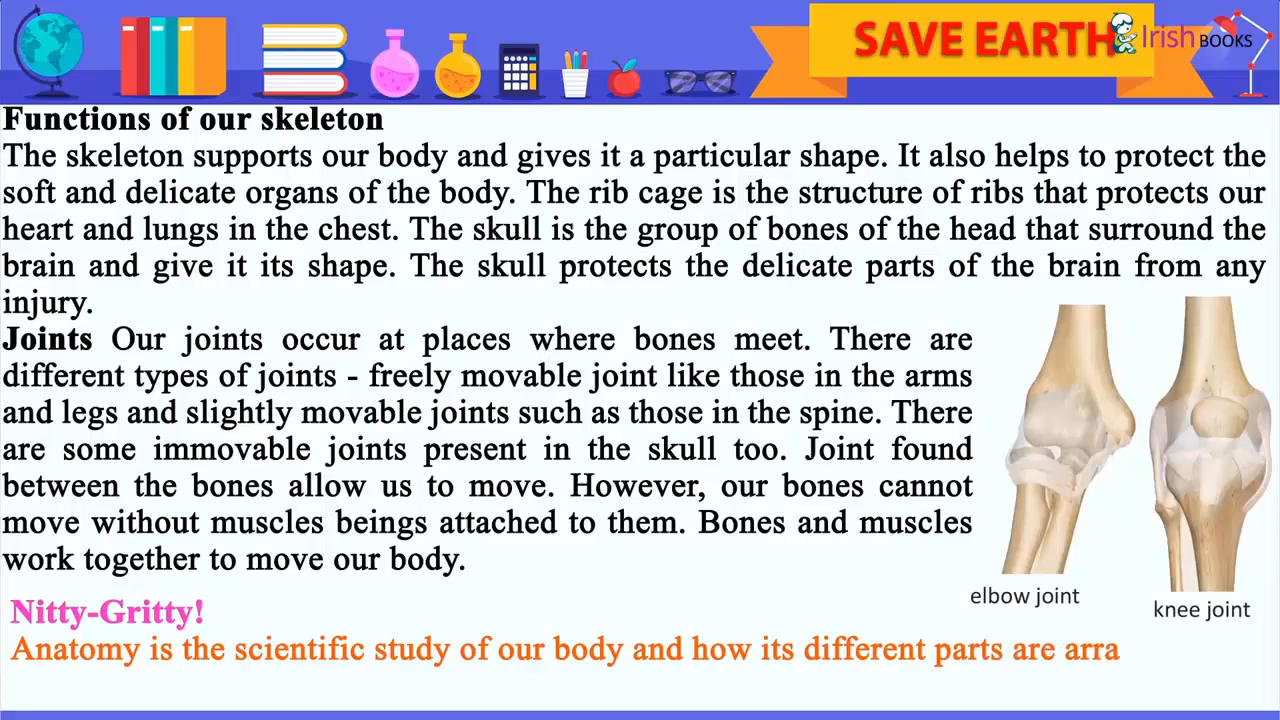 SAVE EARTH
Irish BOOKS
Functions of our skeleton
The skeleton supports our body and gives it a particular shape. It also helps to protect the
soft and delicate organs of the body. The rib cage is the structure of ribs that protects our
heart and lungs in the chest. The skull is the group of bones of the head that surround the
brain and give it its shape. The skull protects the delicate parts of the brain from any
injury.
Joints Our joints occur at places where bones meet. There are
different types of joints - freely movable joint like those in the arms
and legs and slightly movable joints such as those in the spine. There
are some immovable joints present in the skull too. Joint found
between the bones allow us to move. However, our bones cannot
move without muscles beings attached to them. Bones and muscles
work together to move our body.
elbow joint
knee joint
Nitty-Gritty!
Anatomy is the scientific study of our body and how its different parts are arra